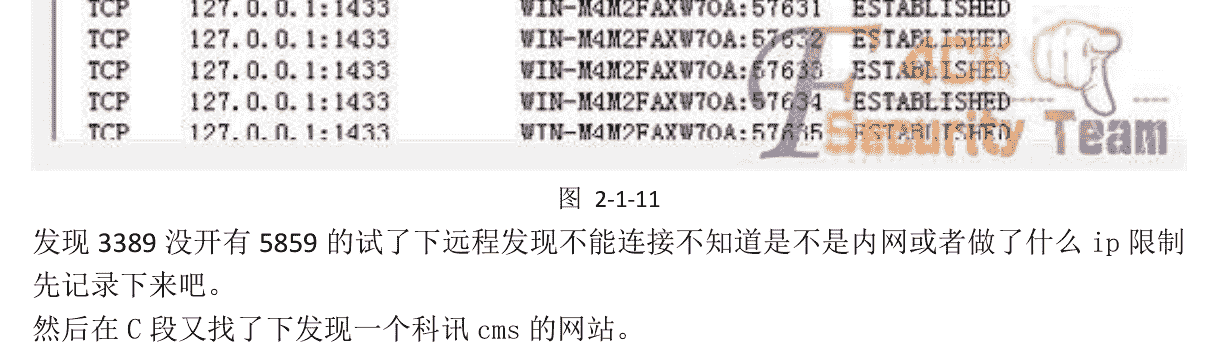 TCP 127.0.0.1:1433 WIN-M4M2FAXW7OA:57631 ESTABLISHED
TCP 127.0.0.1:1433 WIN-M4M2FAXW7OA:57632 ESTABLISHED
TCP 127.0.0.1:1433 WIN-M4M2FAXW7OA:57633 ESTABLISHED
TCP 127.0.0.1:1433 WIN-M4M2FAXW7OA:57634 ESTABLISHED
TCP 127.0.0.1:1433 WIN-M4M2FAXW7OA:57635 ESTABLISHED
Security Team
图 2-1-11
发现 3389 没开有 5859 的试了下远程发现不能连接不知道是不是内网或者做了什么 ip 限制
先记录下来吧。
然后在 C 段又找了下发现一个科讯 cms 的网站。